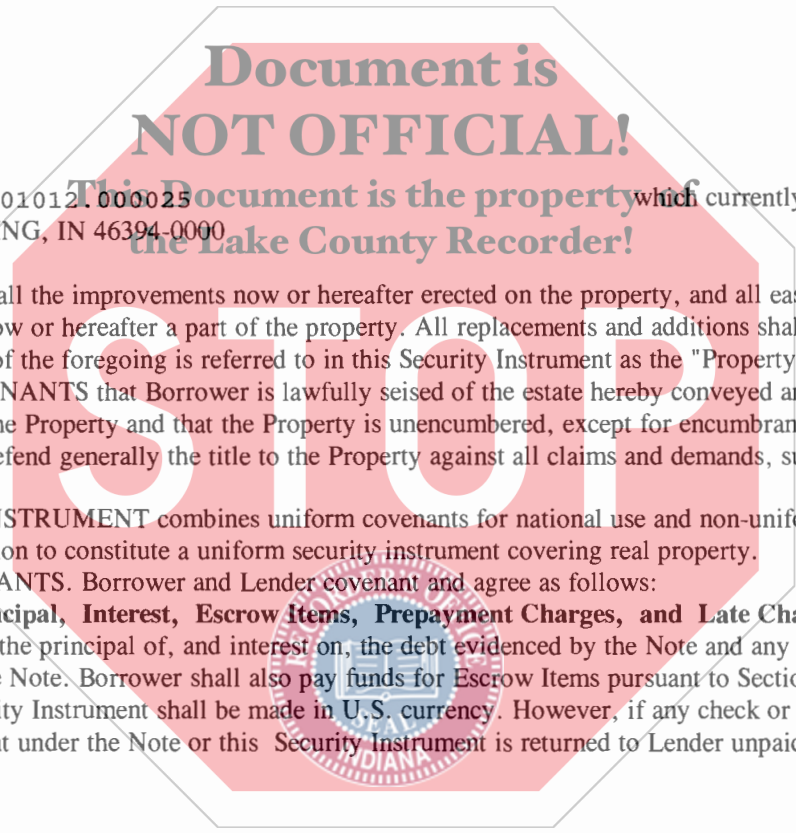 Document is
NOT OFFICIAL!
This Document is the property of
the Lake County Recorder!
01012.000025 which currently
NG, IN 46394-0000
all the improvements now or hereafter erected on the property, and all eas
ow or hereafter a part of the property. All replacements and additions shal
of the foregoing is referred to in this Security Instrument as the "Property
NANTS that Borrower is lawfully seised of the estate hereby conveyed an
he Property and that the Property is unencumbered, except for encumbran
efend generally the title to the Property against all claims and demands, su
STOP
NSTRUMENT combines uniform covenants for national use and non-unifo
ion to constitute a uniform security instrument covering real property.
ANTS. Borrower and Lender covenant and agree as follows:
ncipal, Interest, Escrow Items, Prepayment Charges, and Late Cha
the principal of, and interest on, the debt evidenced by the Note and any
e Note. Borrower shall also pay funds for Escrow Items pursuant to Sectio
ity Instrument shall be made in U.S. currency. However, if any check or
t under the Note or this Security Instrument is returned to Lender unpaid
RECORDER'S OFFICE
SEAL
INDIANA